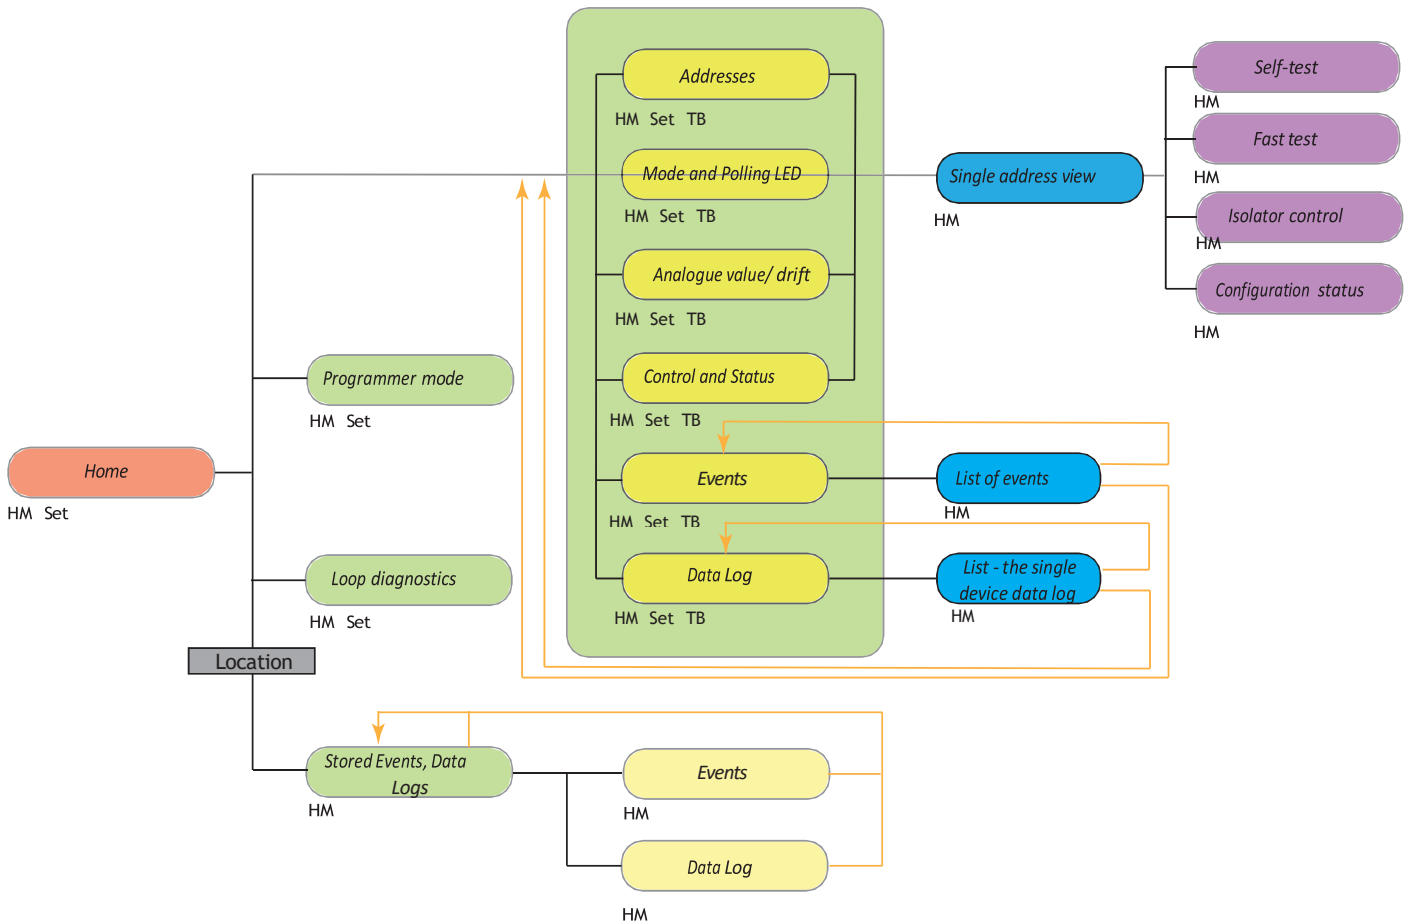 Addresses
HM Set TB
Mode and Polling LED
HM Set TB
Analogue value/ drift
HM Set TB
Control and Status
HM Set TB
Events
HM Set TB
Data Log
HM Set TB
Single address view
HM
Self-test
HM
Fast test
HM
Isolator control
HM
Configuration status
HM
List of events
HM
List - the single
device data log
HM
Programmer mode
HM Set
Home
HM Set
Loop diagnostics
HM Set
Location
Stored Events, Data
Logs
HM
Events
HM
Data Log
HM